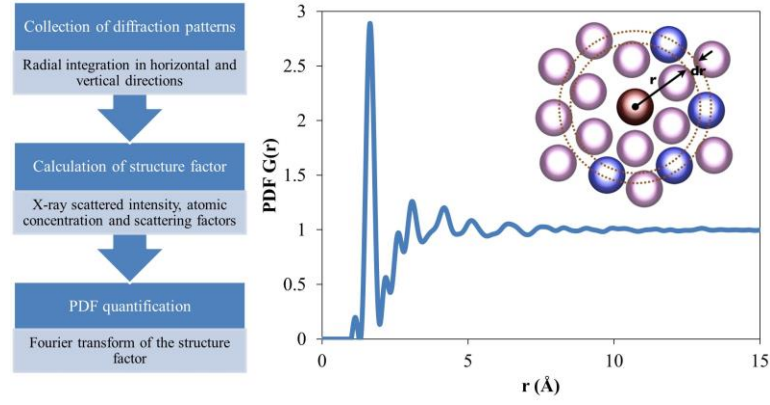 Collection of diffraction patterns
Radial integration in horizontal and
vertical directions
Calculation of structure factor
X-ray scattered intensity, atomic
concentration and scattering factors
PDF quantification
Fourier transform of the structure
factor
PDF G(r)
3
2.5
2
1.5
1
0.5
0
0
5
10
15
r (Å)
r
dr